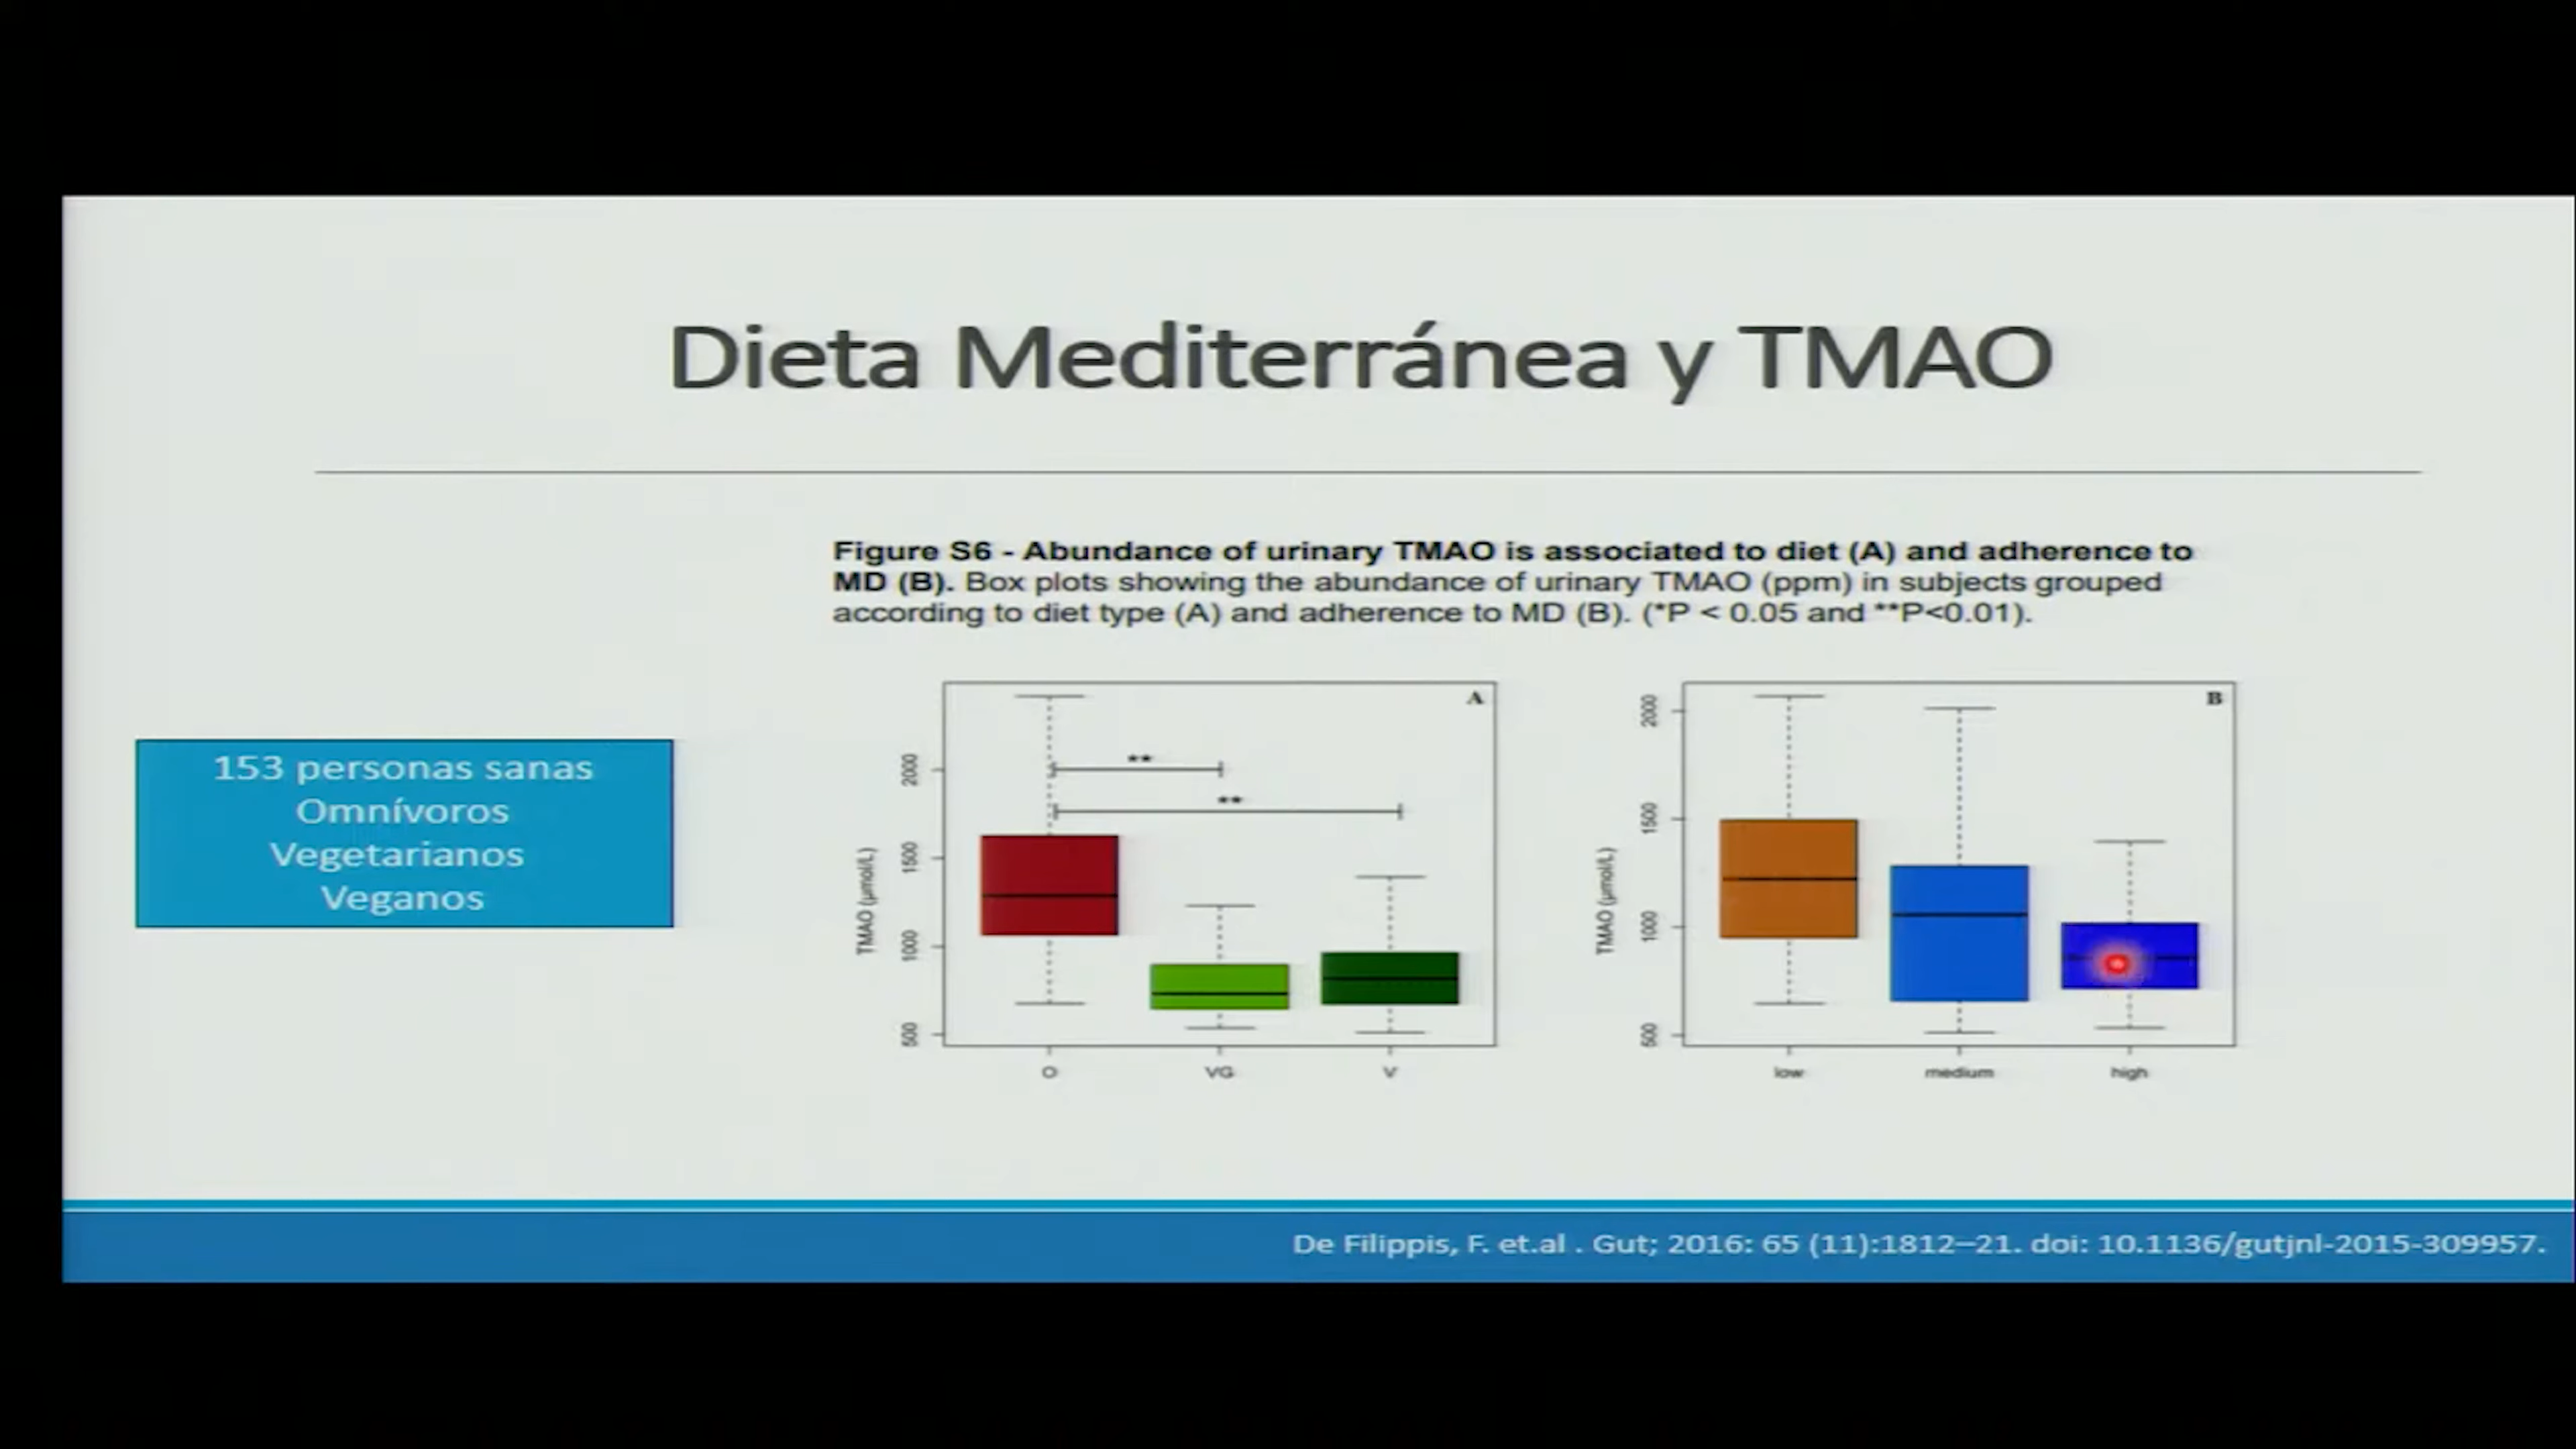 Dieta Mediterránea y TMAO
Figure S6 - Abundance of urinary TMAO is associated to diet (A) and adherence to
MD (B). Box plots showing the abundance of urinary TMAO (ppm) in subjects grouped
according to diet type (A) and adherence to MD (B). (*P < 0.05 and **P<0.01).
153 personas sanas
Omnívoros
Vegetarianos
Veganos
A
**
**
TMAO (µmol/L)
2000
1500
1000
500
O VG V
B
TMAO (µmol/L)
2000
1500
1000
500
low medium high
De Filippis, F. et.al . Gut; 2016: 65 (11):1812–21. doi: 10.1136/gutjnl-2015-309957.